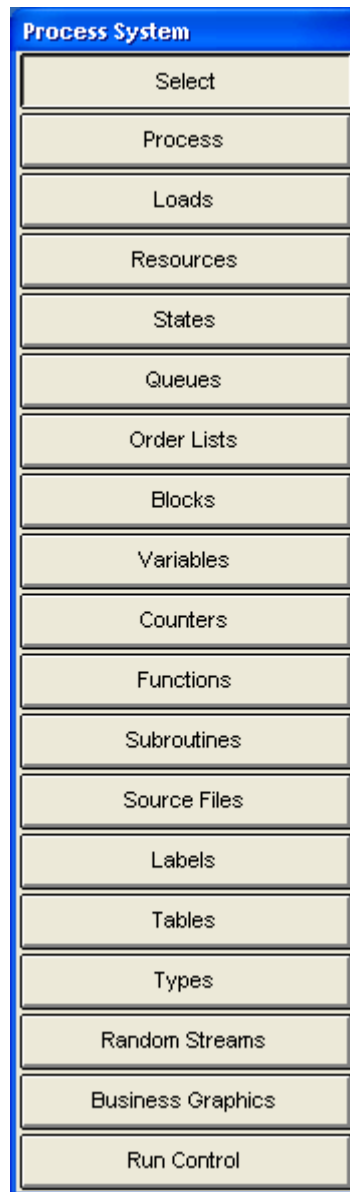 Process System
Select
Process
Loads
Resources
States
Queues
Order Lists
Blocks
Variables
Counters
Functions
Subroutines
Source Files
Labels
Tables
Types
Random Streams
Business Graphics
Run Control